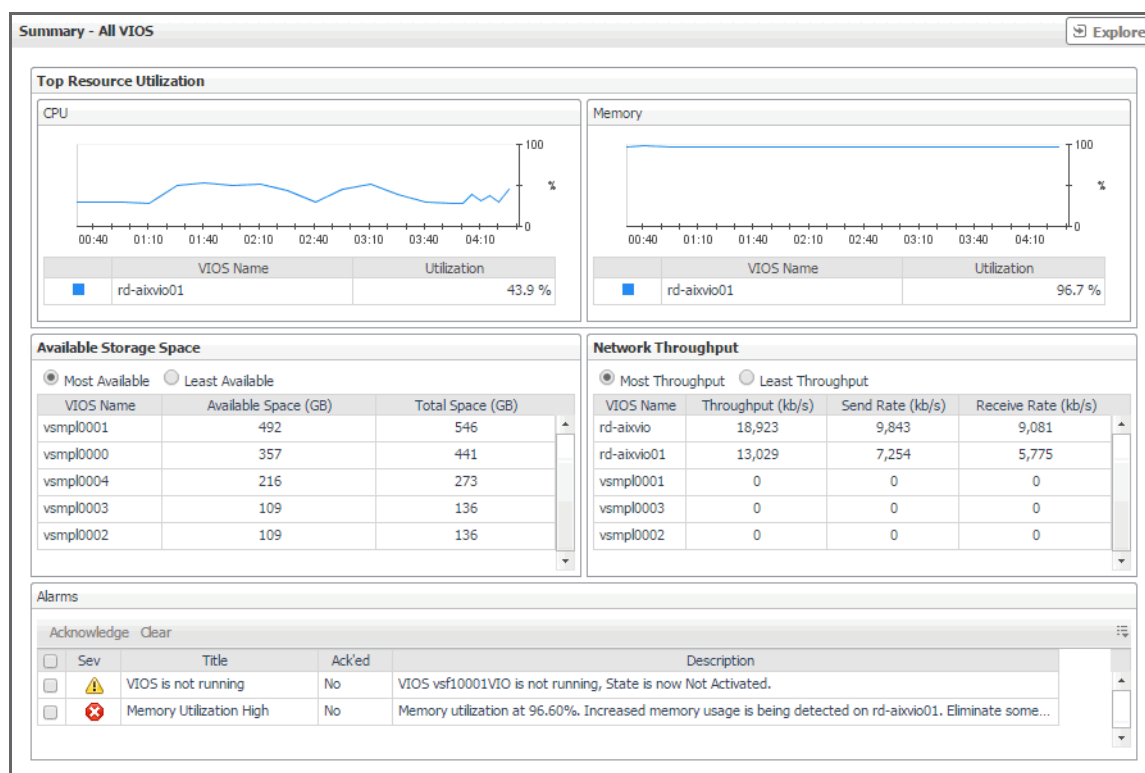 Summary - All VIOS
Explore
Top Resource Utilization
CPU
100
%
0
00:40 01:10 01:40 02:10 02:40 03:10 03:40 04:10
VIOS Name Utilization
rd-aixvio01 43.9 %
Memory
100
%
0
00:40 01:10 01:40 02:10 02:40 03:10 03:40 04:10
VIOS Name Utilization
rd-aixvio01 96.7 %
Available Storage Space
Most Available Least Available
VIOS Name Available Space (GB) Total Space (GB)
vsmpl0001 492 546
vsmpl0000 357 441
vsmpl0004 216 273
vsmpl0003 109 136
vsmpl0002 109 136
Network Throughput
Most Throughput Least Throughput
VIOS Name Throughput (kb/s) Send Rate (kb/s) Receive Rate (kb/s)
rd-aixvio 18,923 9,843 9,081
rd-aixvio01 13,029 7,254 5,775
vsmpl0001 0 0 0
vsmpl0003 0 0 0
vsmpl0002 0 0 0
Alarms
Acknowledge Clear
Sev Title Ack'ed Description
VIOS is not running No VIOS vsf10001VIO is not running, State is now Not Activated.
Memory Utilization High No Memory utilization at 96.60%. Increased memory usage is being detected on rd-aixvio01. Eliminate some...